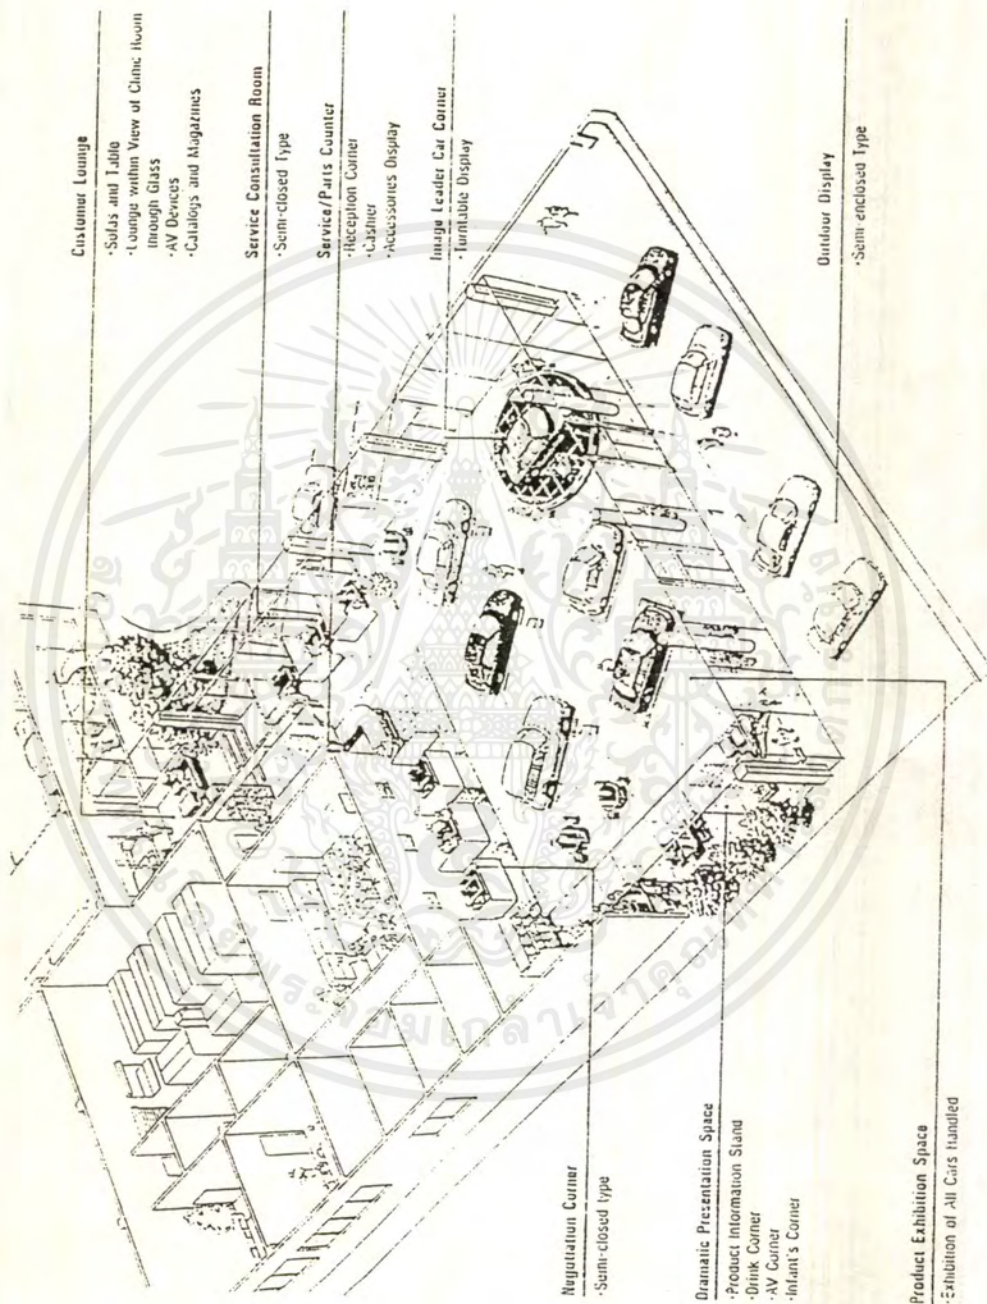 Customer Lounge
·Sofas and Table
·Lounge within View of Clinic Room
through Glass
·AV Devices
·Catalogs and Magazines
Service Consultation Room
·Semi-closed Type
Service/Parts Counter
·Reception Corner
·Cashier
·Accessories Display
Image Leader Car Corner
·Turntable Display
Outdoor Display
·Semi enclosed Type
Negotiation Corner
·Semi-closed type
Dramatic Presentation Space
·Product Information Stand
·Drink Corner
·AV Corner
·Infant's Corner
Product Exhibition Space
·Exhibition of All Cars Handled